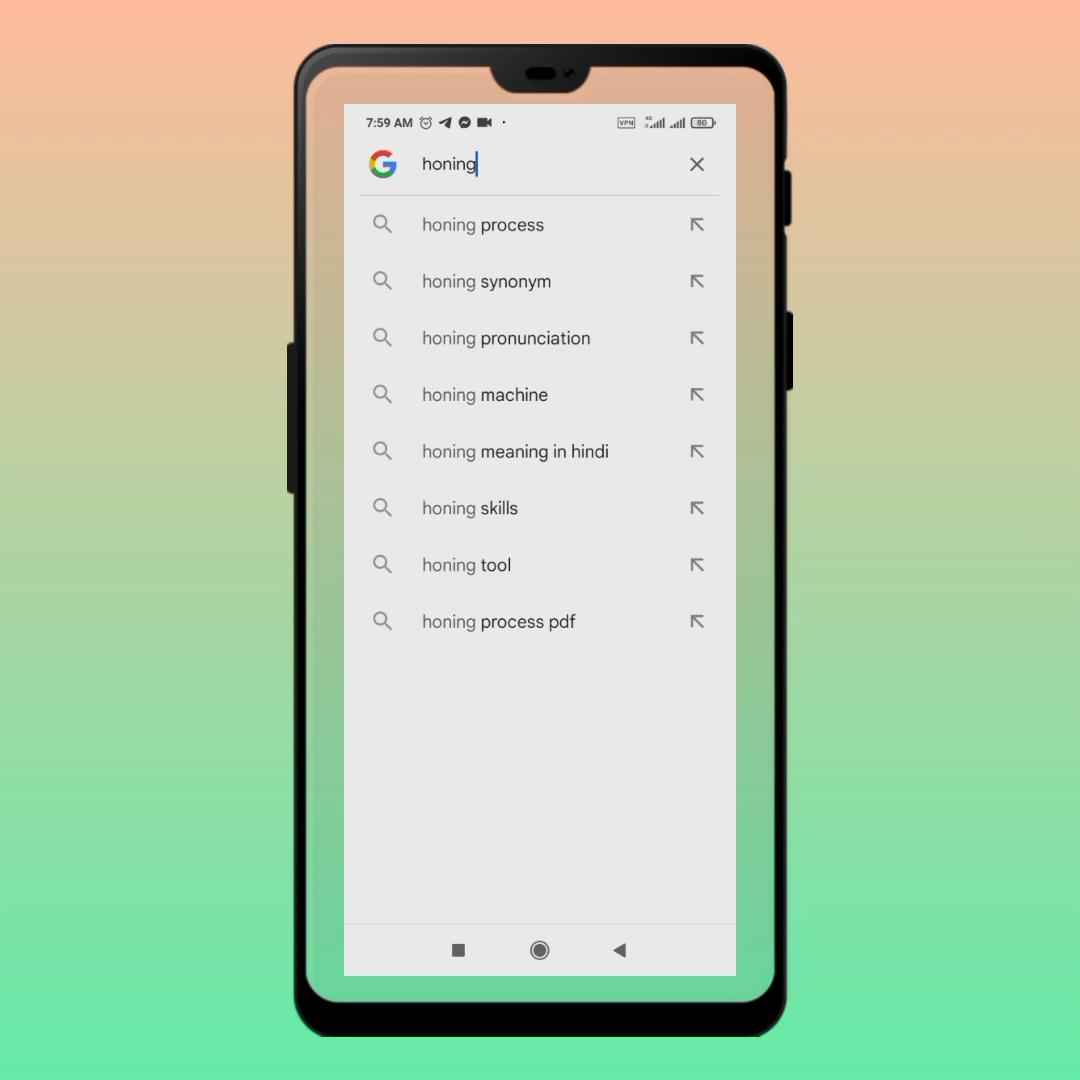 7:59 AM
VPN
4G
80
honing
honing process
honing synonym
honing pronunciation
honing machine
honing meaning in hindi
honing skills
honing tool
honing process pdf